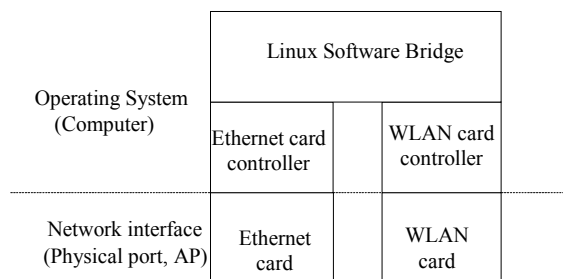 Linux Software Bridge
Operating System
(Computer)
Ethernet card
controller
WLAN card
controller
Network interface
(Physical port, AP)
Ethernet
card
WLAN
card